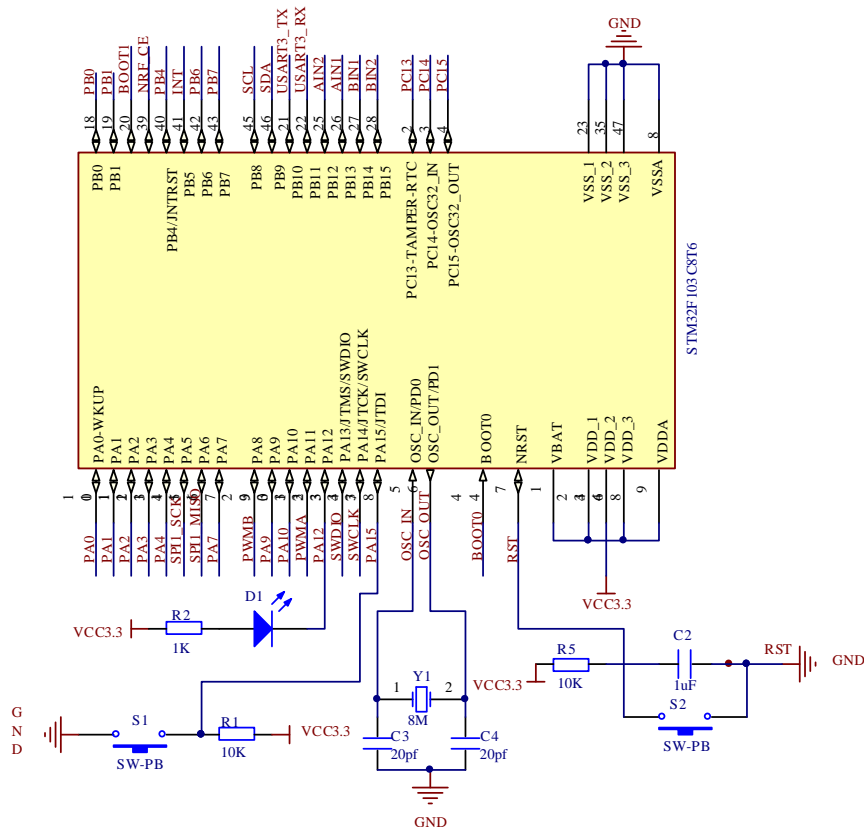 GND
PB0
PB1
BOOT1
NRF_CE
PB4
INT
PB6
PB7
SCL
SDA
USART3_TX
USART3_RX
AIN2
AIN1
BIN1
BIN2
PC13
PC14
PC15
18
19
20
39
40
41
42
43
45
46
21
22
25
26
27
28
2
3
4
23
35
47
8
PB0
PB1
PB4/JNTRST
PB5
PB6
PB7
PB8
PB9
PB10
PB11
PB12
PB13
PB14
PB15
PC13-TAMPER-RTC
PC14-OSC32_IN
PC15-OSC32_OUT
VSS_1
VSS_2
VSS_3
VSSA
STM32F103C8T6
PA0-WKUP
PA1
PA2
PA3
PA4
PA5
PA6
PA7
PA8
PA9
PA10
PA11
PA12
PA13/JTMS/SWDIO
PA14/JTCK/SWCLK
PA15/JTDI
OSC_IN/PD0
OSC_OUT/PD1
BOOT0
NRST
VBAT
VDD_1
VDD_2
VDD_3
VDDA
PA0
PA1
PA2
PA3
PA4
SPI1_SCK
SPI1_MISO
PA7
PWMB
PA9
PA10
PWMA
PA12
SWDIO
SWCLK
PA15
OSC_IN
OSC_OUT
BOOT0
RST
VCC3.3
D1
R2
VCC3.3
1K
C2
R5
RST
GND
VCC3.3
10K
1uF
Y1
1
2
8M
S2
SW-PB
GND
S1
R1
VCC3.3
10K
SW-PB
C3
20pf
C4
20pf
GND